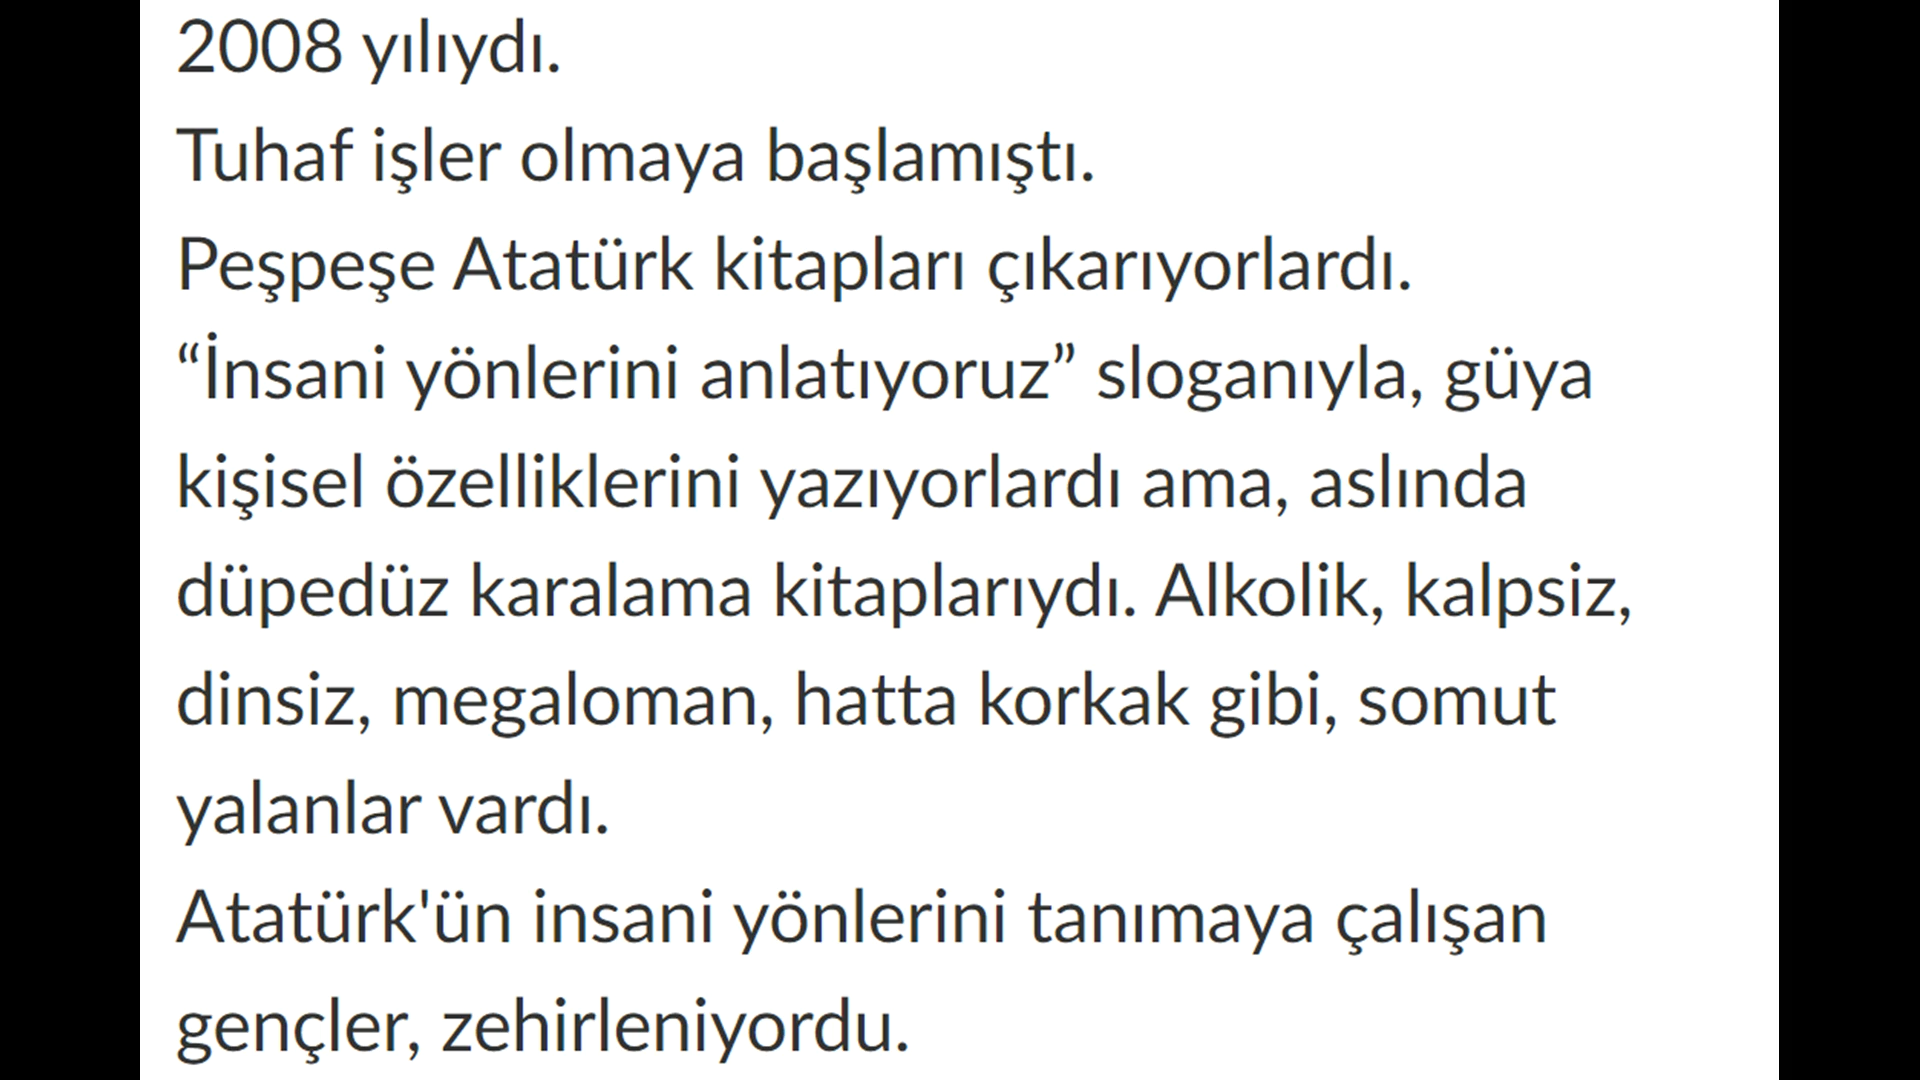 2008 yılıydı.
Tuhaf işler olmaya başlamıştı.
Peşpeşe Atatürk kitapları çıkarıyorlardı.
“İnsani yönlerini anlatıyoruz” sloganıyla, güya
kişisel özelliklerini yazıyorlardı ama, aslında
düpedüz karalama kitaplarıydı. Alkolik, kalpsiz,
dinsiz, megaloman, hatta korkak gibi, somut
yalanlar vardı.
Atatürk'ün insani yönlerini tanımaya çalışan
gençler, zehirleniyordu.